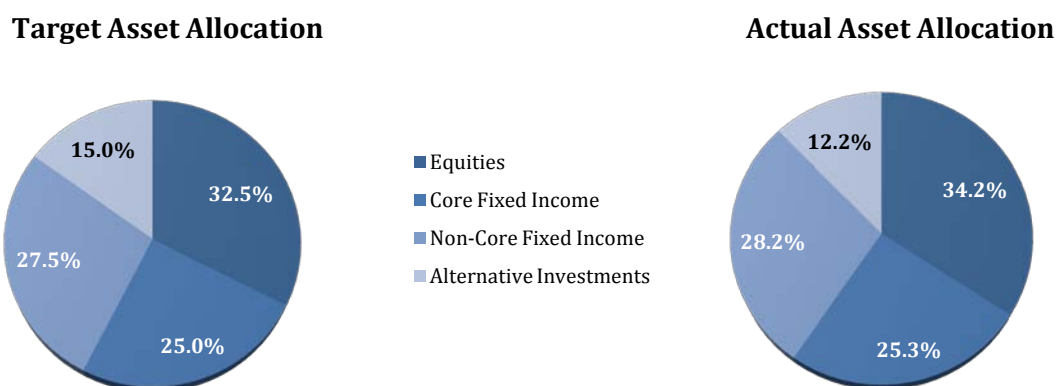 Target Asset Allocation
Actual Asset Allocation
15.0%
32.5%
27.5%
25.0%
Equities
Core Fixed Income
Non-Core Fixed Income
Alternative Investments
12.2%
34.2%
28.2%
25.3%